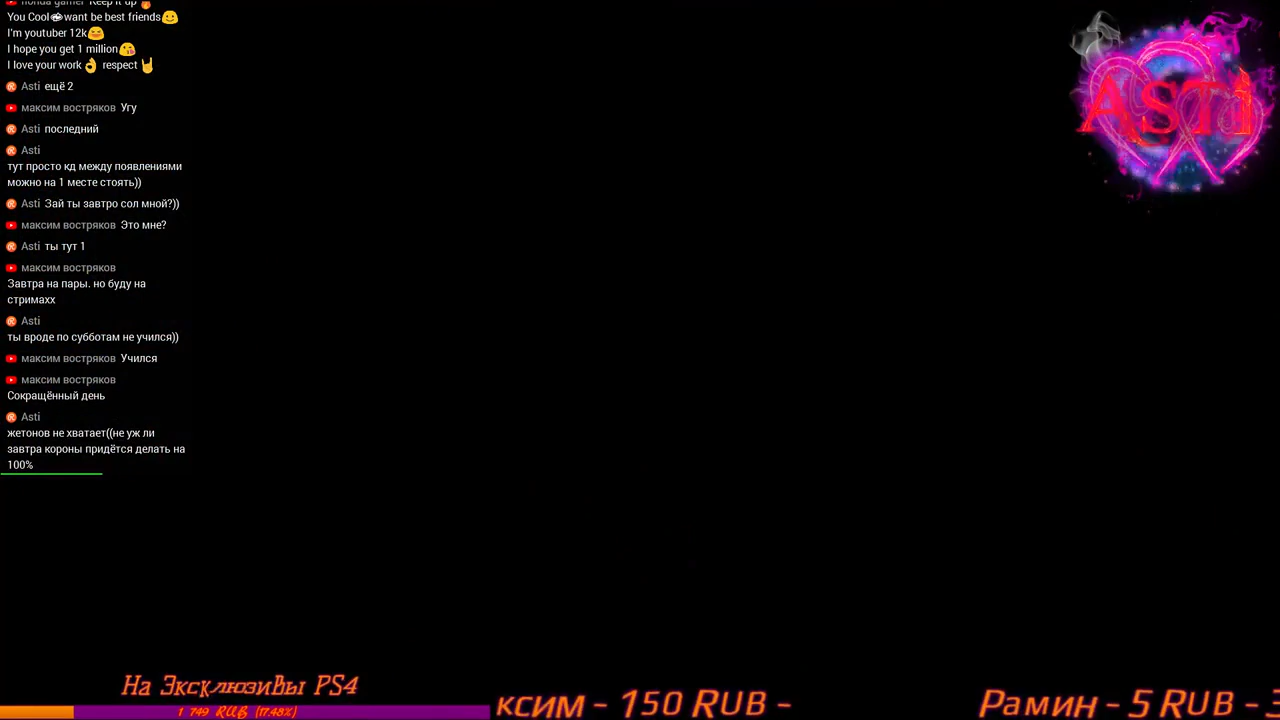 honda gamer Keep it up
You Cool want be best friends
I'm youtuber 12k
I hope you get 1 million
I love your work 👌 respect 🤘
Asti ещё 2
максим востряков Угу
Asti последний
Asti
тут просто кд между появлениями
можно на 1 месте стоять))
Asti Зай ты завтро сол мной?))
максим востряков Это мне?
Asti ты тут 1
максим востряков
Завтра на пары. но буду на
стримахх
Asti
ты вроде по субботам не учился))
максим востряков Учился
максим востряков
Сокращённый день
Asti
жетонов не хватает((не уж ли
завтра короны придётся делать на
100%
ASTi
На Эксклюзивы PS4
1 749 RUB (17.48%)
ксим - 150 RUB -
Рамин - 5 RUB -